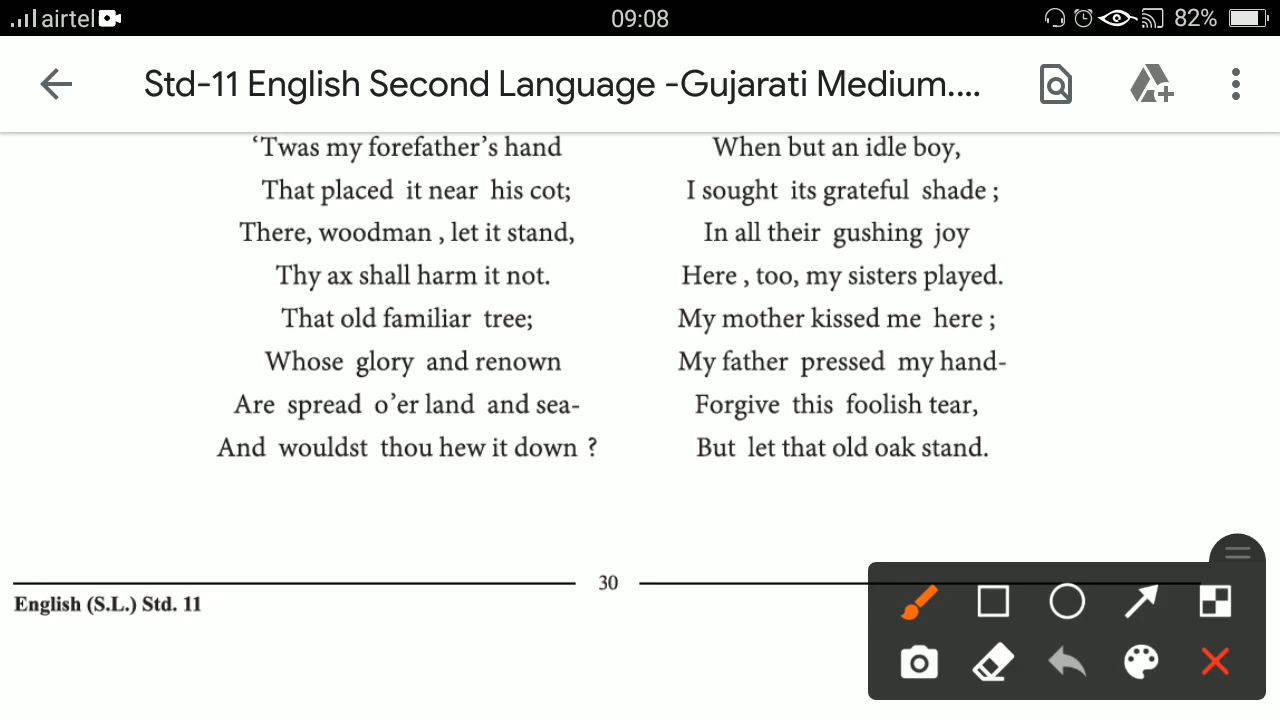 airtel
09:08
82%
Std-11 English Second Language -Gujarati Medium....
‘Twas my forefather’s hand
That placed it near his cot;
There, woodman , let it stand,
Thy ax shall harm it not.
That old familiar tree;
Whose glory and renown
Are spread o’er land and sea-
And wouldst thou hew it down ?
When but an idle boy,
I sought its grateful shade ;
In all their gushing joy
Here , too, my sisters played.
My mother kissed me here ;
My father pressed my hand-
Forgive this foolish tear,
But let that old oak stand.
30
English (S.L.) Std. 11